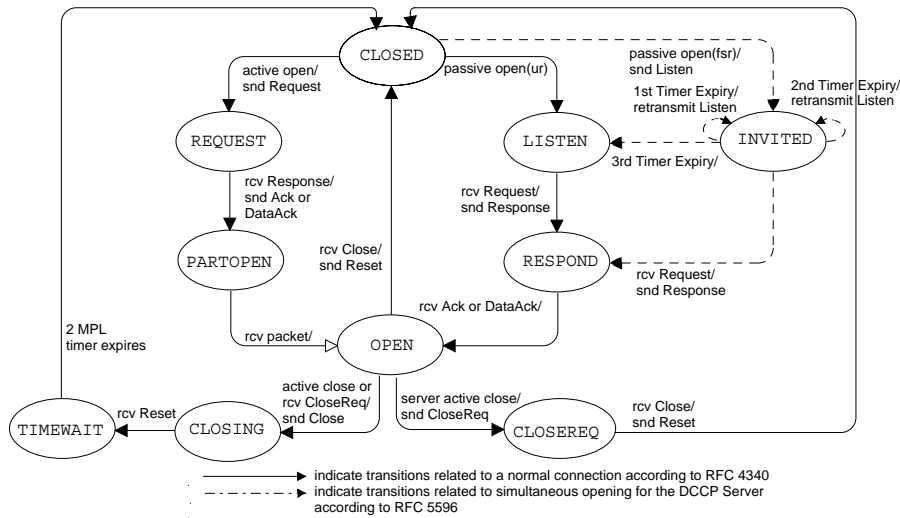 CLOSED
active open/
snd Request
passive open(ur)
passive open(fsr)/
snd Listen
1st Timer Expiry/
retransmit Listen
2nd Timer Expiry/
retransmit Listen
REQUEST
LISTEN
INVITED
3rd Timer Expiry/
rcv Response/
snd Ack or
DataAck
rcv Request/
snd Response
PARTOPEN
rcv Close/
snd Reset
RESPOND
rcv Request/
snd Response
rcv Ack or DataAck/
2 MPL
timer expires
rcv packet/
OPEN
active close or
rcv CloseReq/
snd Close
server active close/
snd CloseReq
TIMEWAIT
rcv Reset
CLOSING
CLOSEREQ
rcv Close/
snd Reset
indicate transitions related to a normal connection according to RFC 4340
indicate transitions related to simultaneous opening for the DCCP Server
according to RFC 5596